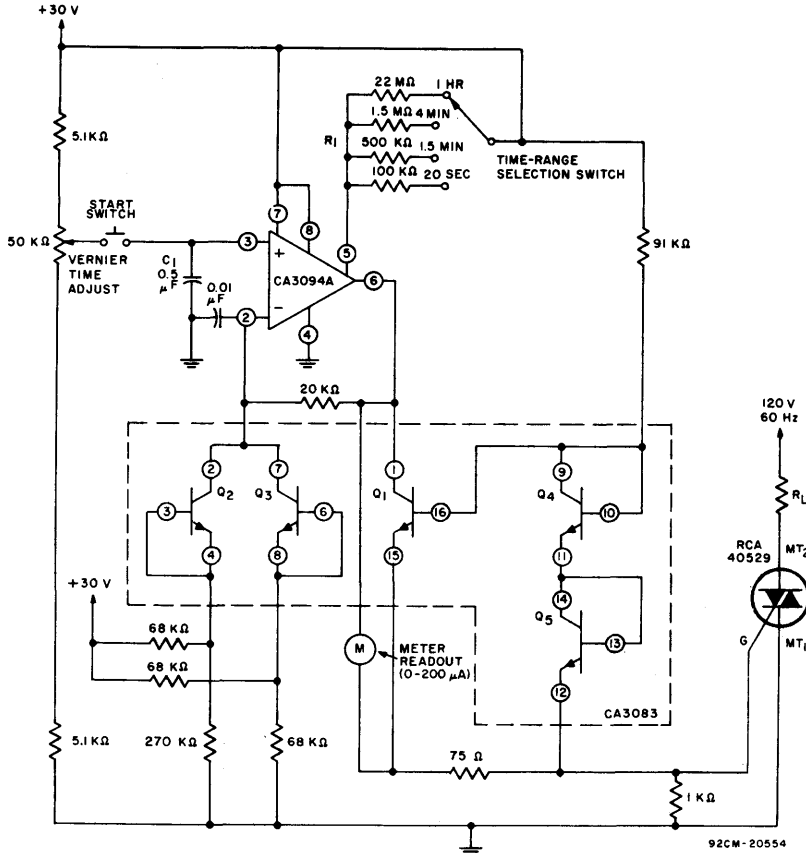 +30 V
22 MΩ
1 HR
1.5 MΩ
4 MIN
500 KΩ
1.5 MIN
100 KΩ
20 SEC
R1
TIME-RANGE
SELECTION SWITCH
5.1KΩ
START
SWITCH
50 KΩ
VERNIER
TIME
ADJUST
C1
0.5
μF
0.01
μF
7
8
3
+
5
CA3094A
6
2
−
4
91 KΩ
20 KΩ
120 V
60 Hz
RL
2
7
1
9
3
Q2
Q3
6
Q1
16
Q4
10
4
8
15
11
RCA
40529
MT2
+30 V
14
Q5
13
G
MT1
68 KΩ
68 KΩ
M
METER
READOUT
(0-200 μA)
12
CA3083
5.1KΩ
270 KΩ
68 KΩ
75 Ω
1 KΩ
92CM-20554